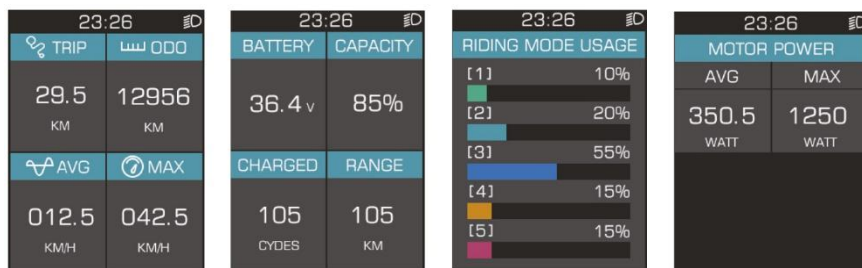 23:26
TRIP ODO
29.5 12956
KM KM
AVG MAX
012.5 042.5
KM/H KM/H
23:26
BATTERY CAPACITY
36.4 v 85%
CHARGED RANGE
105 105
CYDES KM
23:26
RIDING MODE USAGE
[1] 10%
[2] 20%
[3] 55%
[4] 15%
[5] 15%
23:26
MOTOR POWER
AVG MAX
350.5 1250
WATT WATT